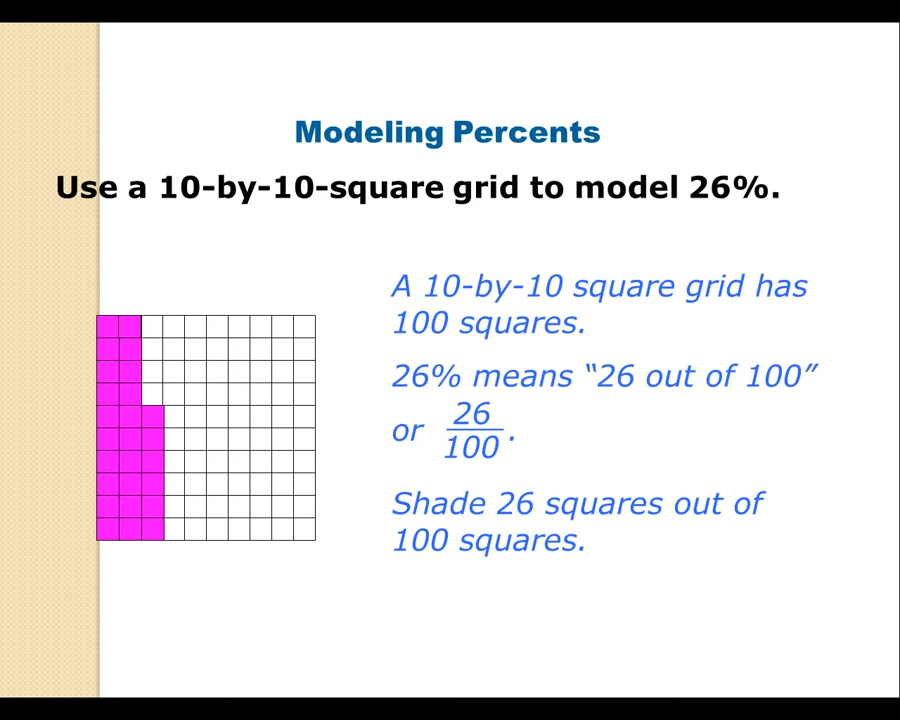 Modeling Percents
Use a 10-by-10-square grid to model 26%.
A 10-by-10 square grid has
100 squares.
26% means “26 out of 100”
or 26/100.
Shade 26 squares out of
100 squares.